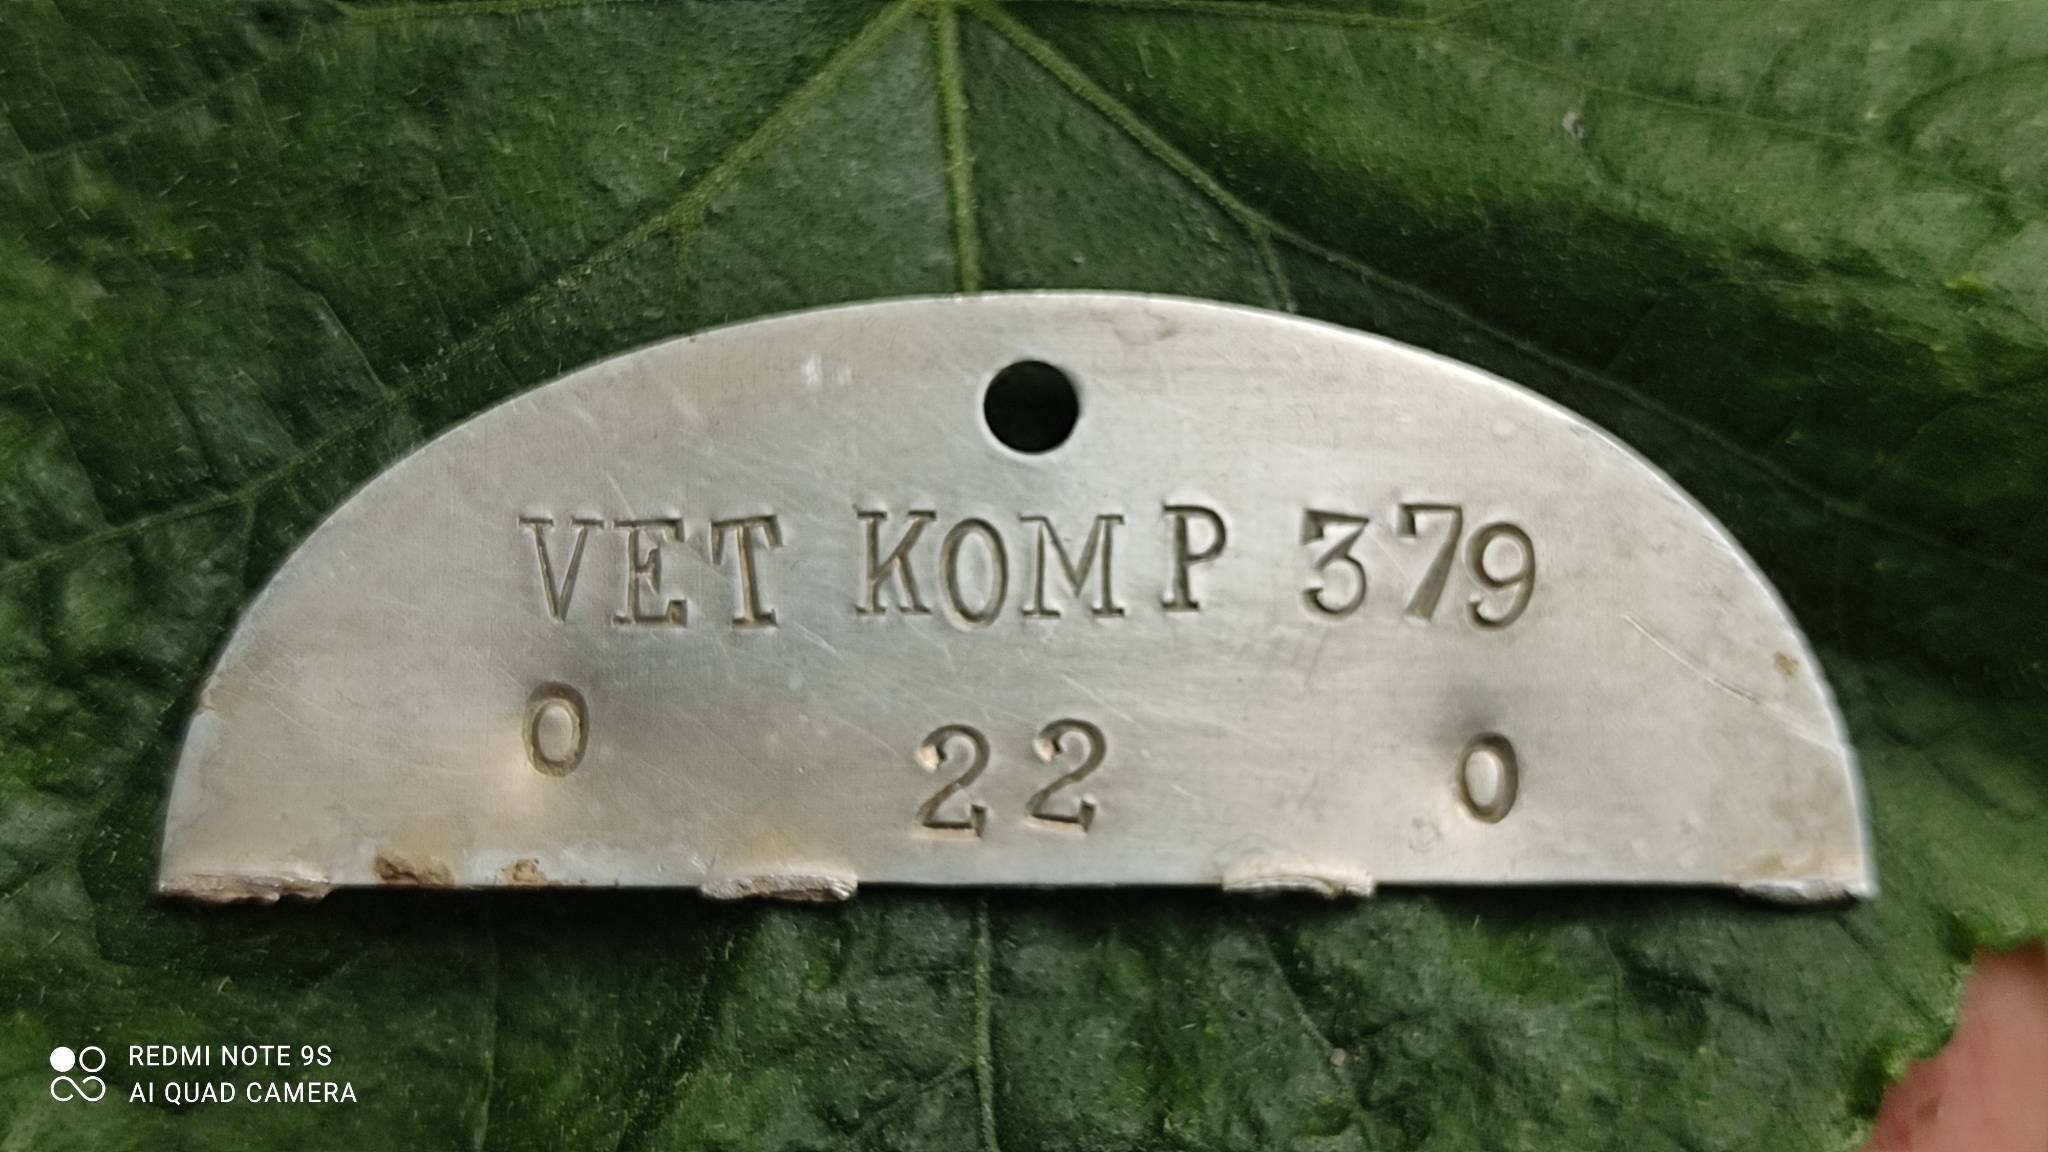 VET KOMP 379
0 22 0
REDMI NOTE 9S
AI QUAD CAMERA